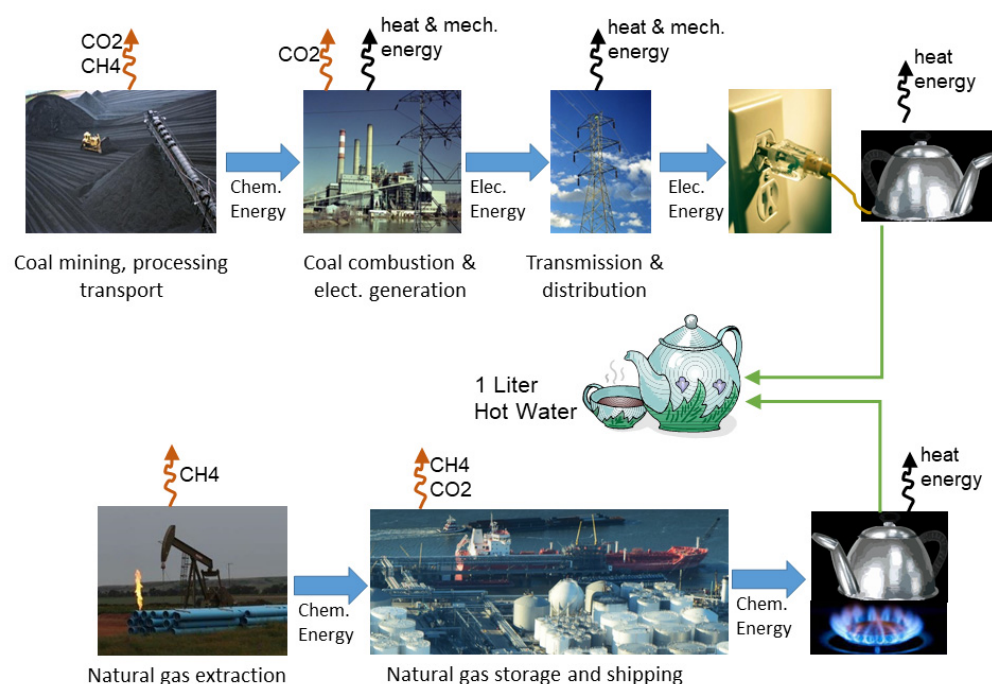 CO2
CH4
CO2
heat & mech.
energy
heat & mech.
energy
heat
energy
Chem.
Energy
Elec.
Energy
Elec.
Energy
Coal mining, processing
transport
Coal combustion &
elect. generation
Transmission &
distribution
1 Liter
Hot Water
CH4
CH4
CO2
heat
energy
Chem.
Energy
Chem.
Energy
Natural gas extraction
Natural gas storage and shipping